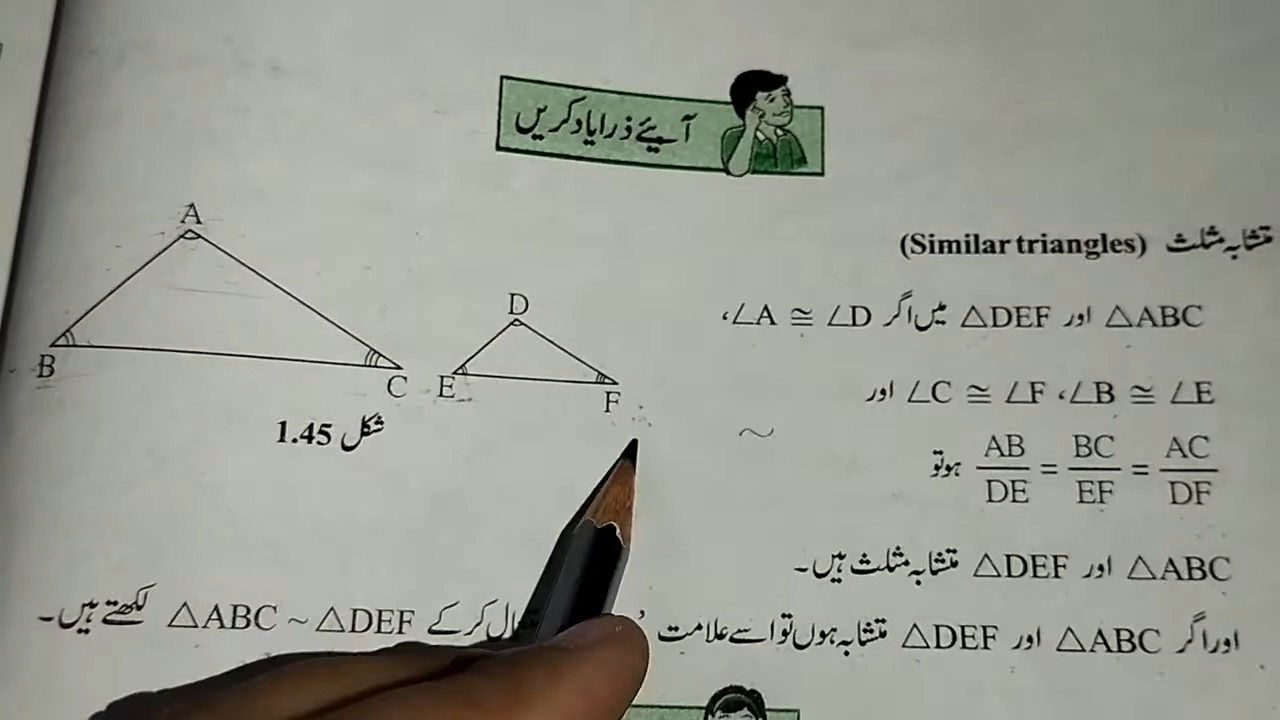 آیئے ذرا یاد کریں
متشابہ مثلث (Similar triangles)
△ABC اور △DEF میں اگر ∠A ≅ ∠D،
∠B ≅ ∠E، ∠C ≅ ∠F اور
AB/DE = BC/EF = AC/DF ہو تو
△ABC اور △DEF متشابہ مثلث ہیں۔
اور اگر △ABC اور △DEF متشابہ ہوں تو اسے علامت ' کر کے △ABC ~ △DEF لکھتے ہیں۔
A
B
C
D
E
F
شکل 1.45
~